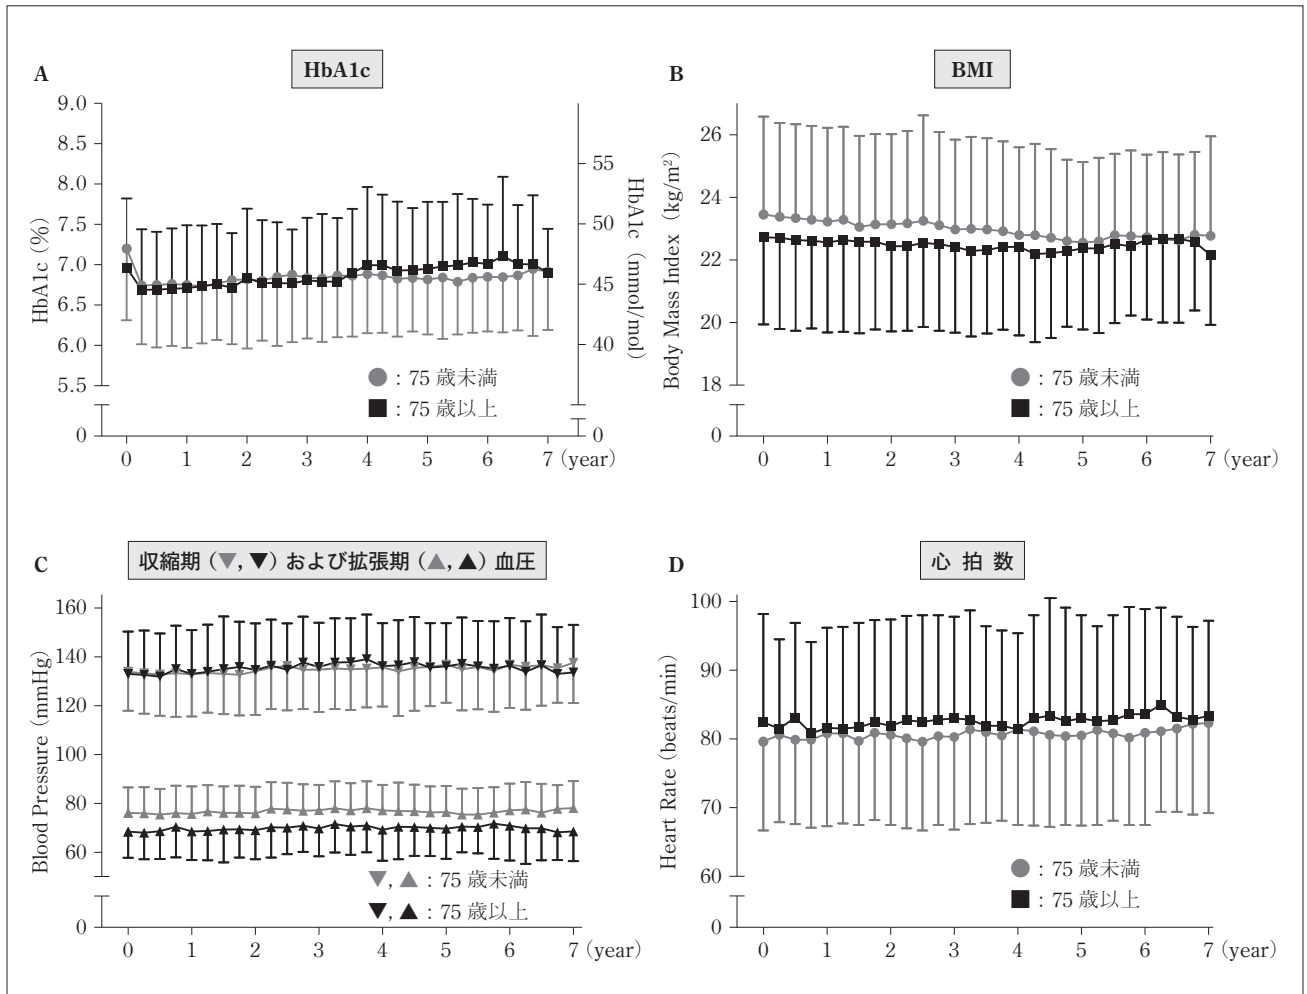 A
HbA1c
9.0
8.5
8.0
7.5
7.0
6.5
6.0
5.5
0
HbA1c (%)
55
50
45
40
0
HbA1c (mmol/mol)
● : 75 歳未満
■ : 75 歳以上
0 1 2 3 4 5 6 7 (year)
B
BMI
26
24
22
20
18
0
Body Mass Index (kg/m²)
● : 75 歳未満
■ : 75 歳以上
0 1 2 3 4 5 6 7 (year)
C
収縮期 (▼, ▼) および拡張期 (▲, ▲) 血圧
160
140
120
100
80
60
0
Blood Pressure (mmHg)
▼, ▲ : 75 歳未満
▼, ▲ : 75 歳以上
0 1 2 3 4 5 6 7 (year)
D
心 拍 数
100
90
80
70
60
0
Heart Rate (beats/min)
● : 75 歳未満
■ : 75 歳以上
0 1 2 3 4 5 6 7 (year)